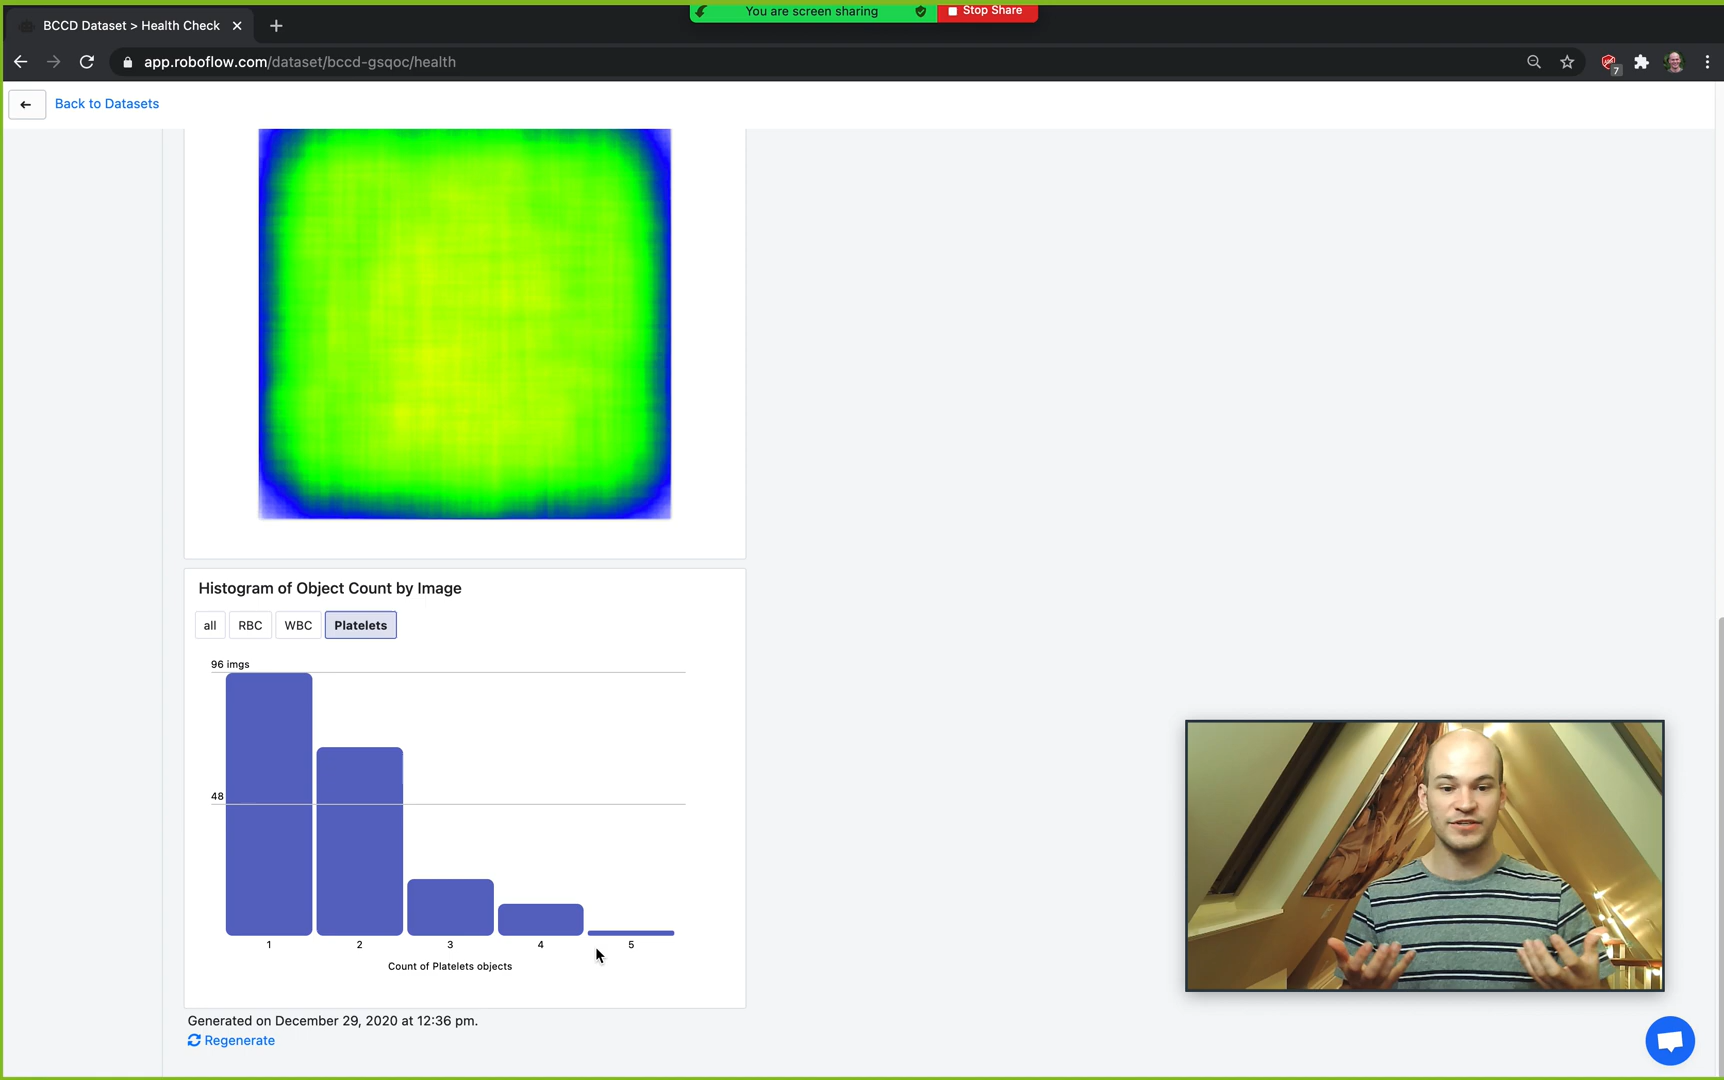 BCCD Dataset > Health Check
You are screen sharing
Stop Share
app.roboflow.com/dataset/bccd-gsqoc/health
7
Back to Datasets
Histogram of Object Count by Image
all RBC WBC Platelets
96 imgs
48
1 2 3 4 5
Count of Platelets objects
Generated on December 29, 2020 at 12:36 pm.
Regenerate